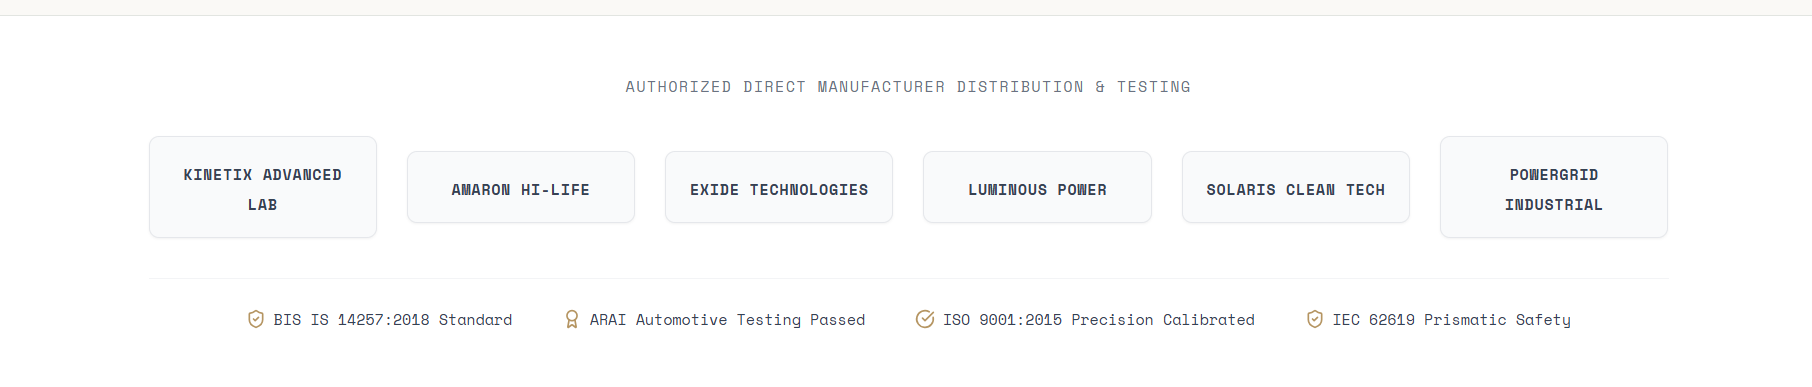 AUTHORIZED DIRECT MANUFACTURER DISTRIBUTION & TESTING
KINETIX ADVANCED
LAB
AMARON HI-LIFE
EXIDE TECHNOLOGIES
LUMINOUS POWER
SOLARIS CLEAN TECH
POWERGRID
INDUSTRIAL
BIS IS 14257:2018 Standard
ARAI Automotive Testing Passed
ISO 9001:2015 Precision Calibrated
IEC 62619 Prismatic Safety